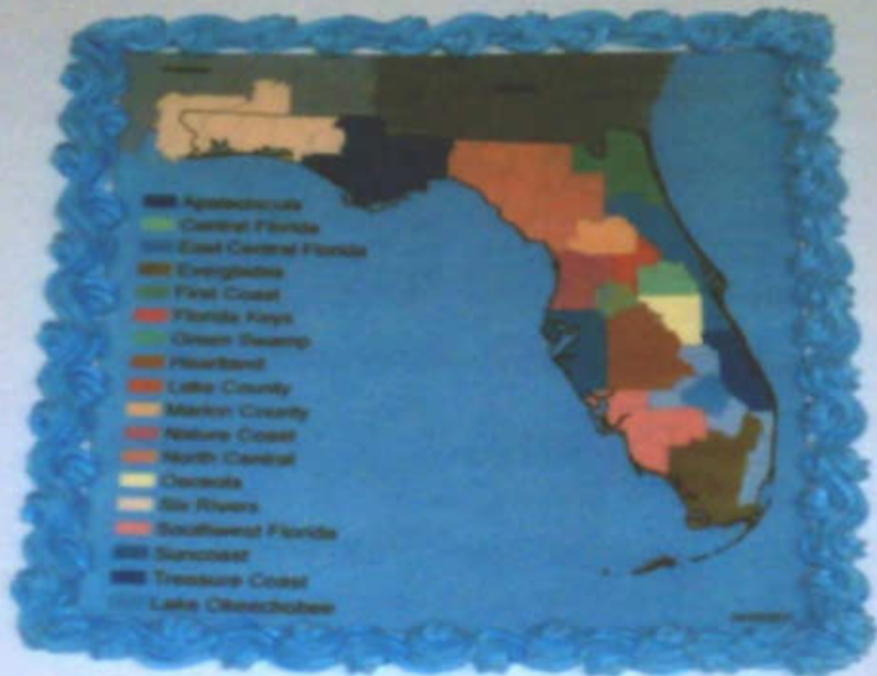 Apalachicola
Central Florida
East Central Florida
Everglades
First Coast
Florida Keys
Green Swamp
Heartland
Lake County
Marion County
Nature Coast
North Central
Osceola
Six Rivers
Southwest Florida
Suncoast
Treasure Coast
Lake Okeechobee